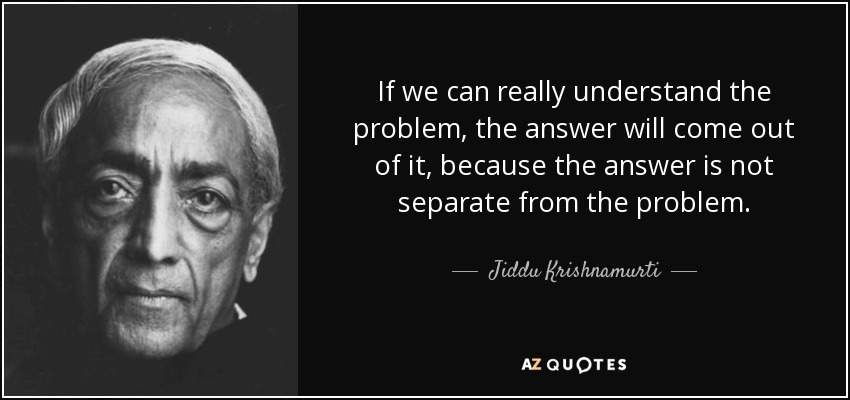 If we can really understand the
problem, the answer will come out
of it, because the answer is not
separate from the problem.
Jiddu Krishnamurti
AZ QUOTES